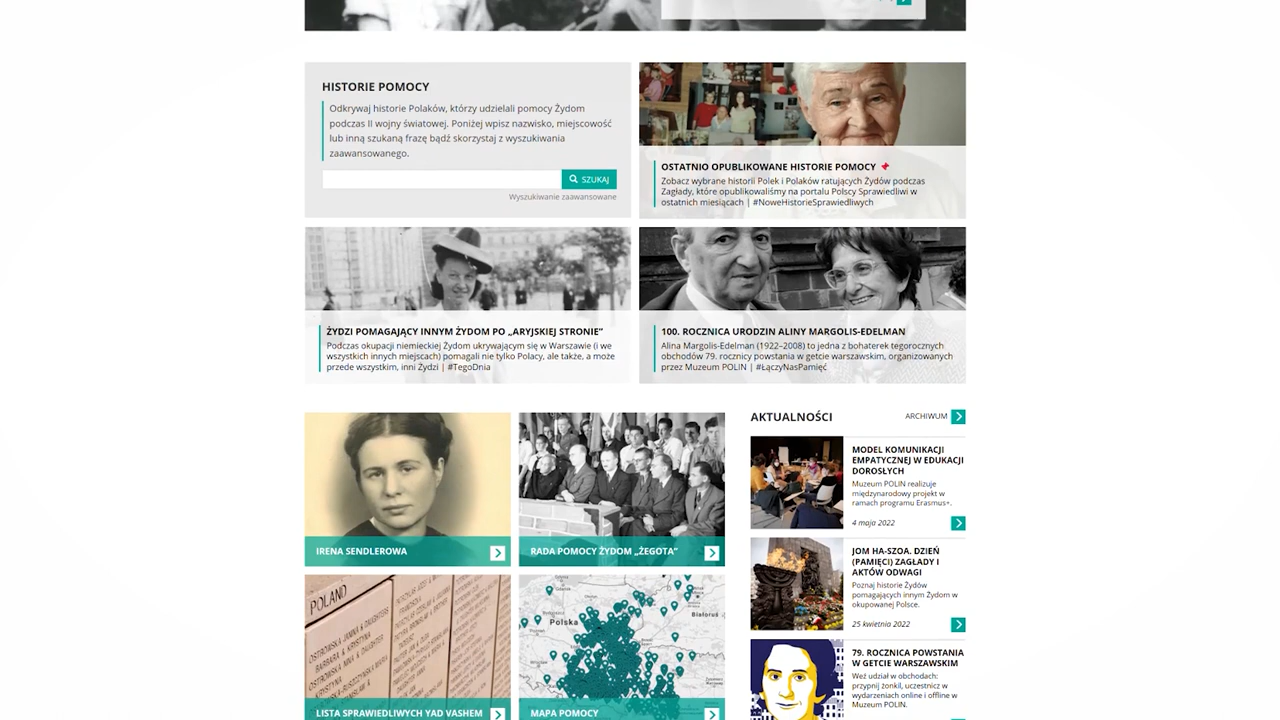 HISTORIE POMOCY
Odkrywaj historie Polaków, którzy udzielali pomocy Żydom
podczas II wojny światowej. Poniżej wpisz nazwisko, miejscowość
lub inną szukaną frazę bądź skorzystaj z wyszukiwania
zaawansowanego.
SZUKAJ
Wyszukiwanie zaawansowane
OSTATNIO OPUBLIKOWANE HISTORIE POMOCY
Zobacz wybrane historii Polek i Polaków ratujących Żydów podczas
Zagłady, które opublikowaliśmy na portalu Polscy Sprawiedliwi w
ostatnich miesiącach | #NoweHistorieSprawiedliwych
ŻYDZI POMAGAJĄCY INNYM ŻYDOM PO „ARYJSKIEJ STRONIE”
Podczas okupacji niemieckiej Żydom ukrywającym się w Warszawie (i we
wszystkich innych miejscach) pomagali nie tylko Polacy, ale także, a może
przede wszystkim, inni Żydzi | #TegoDnia
100. ROCZNICA URODZIN ALINY MARGOLIS-EDELMAN
Alina Margolis-Edelman (1922–2008) to jedna z bohaterek tegorocznych
obchodów 79. rocznicy powstania w getcie warszawskim, organizowanych
przez Muzeum POLIN | #ŁączyNasPamięć
IRENA SENDLEROWA
RADA POMOCY ŻYDOM „ŻEGOTA”
POLAND
Polska
Białoruś
LISTA SPRAWIEDLIWYCH YAD VASHEM
MAPA POMOCY
AKTUALNOŚCI
ARCHIWUM
MODEL KOMUNIKACJI
EMPATYCZNEJ W EDUKACJI
DOROSŁYCH
Muzeum POLIN realizuje
międzynarodowy projekt w
ramach programu Erasmus+.
4 maja 2022
JOM HA-SZOA. DZIEŃ
(PAMIĘCI) ZAGŁADY I
AKTÓW ODWAGI
Poznaj historie Żydów
pomagających innym Żydom w
okupowanej Polsce.
25 kwietnia 2022
79. ROCZNICA POWSTANIA
W GETCIE WARSZAWSKIM
Weź udział w obchodach:
przypnij żonkil, uczestnicz w
wydarzeniach online i offline w
Muzeum POLIN.